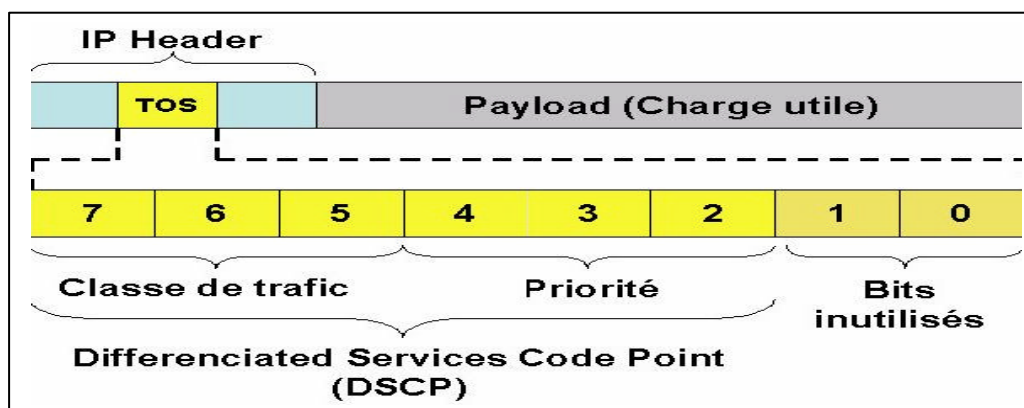 IP Header
TOS Payload (Charge utile)
7 6 5 4 3 2 1 0
Classe de trafic Priorité Bits
inutilisés
Differenciated Services Code Point
(DSCP)